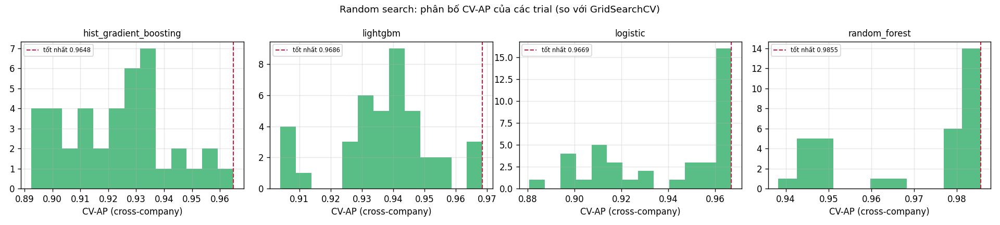 Random search: phân bố CV-AP của các trial (so với GridSearchCV)
hist_gradient_boosting
tốt nhất 0.9648
7
6
5
4
3
2
1
0
0.89 0.90 0.91 0.92 0.93 0.94 0.95 0.96
CV-AP (cross-company)
lightgbm
tốt nhất 0.9686
8
6
4
2
0
0.91 0.92 0.93 0.94 0.95 0.96 0.97
CV-AP (cross-company)
logistic
tốt nhất 0.9669
15.0
12.5
10.0
7.5
5.0
2.5
0.0
0.88 0.90 0.92 0.94 0.96
CV-AP (cross-company)
random_forest
tốt nhất 0.9855
14
12
10
8
6
4
2
0
0.94 0.95 0.96 0.97 0.98
CV-AP (cross-company)